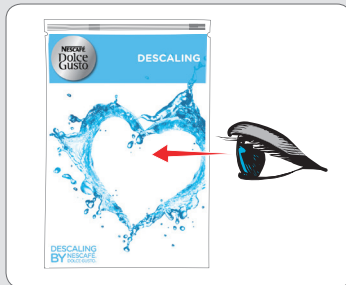 NESCAFÉ
Dolce
Gusto
DESCALING
DESCALING
BY NESCAFÉ
DOLCE GUSTO